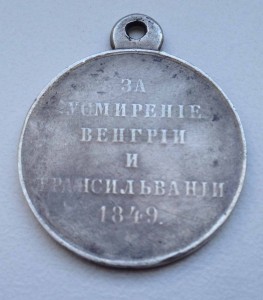 ЗА
УСМИРЕНІЕ
ВЕНГРІИ
И
ТРАНСИЛЬВАНІИ
1849.